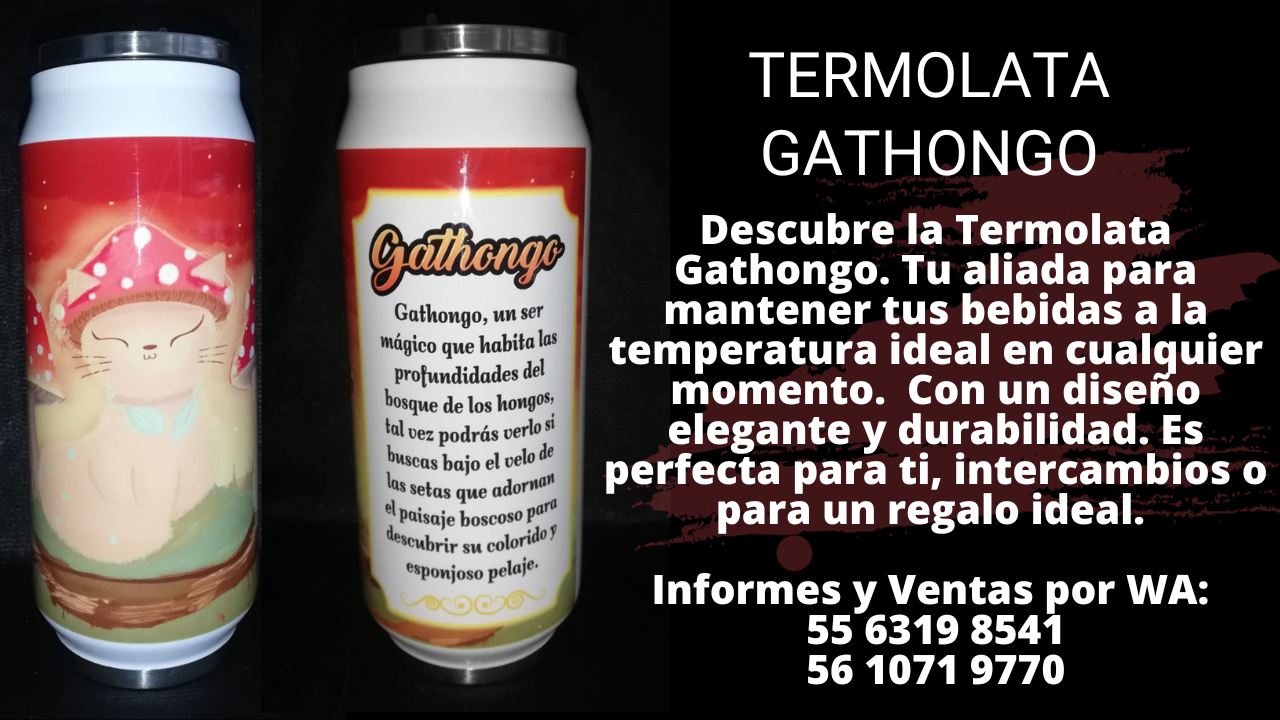 Gathongo
Gathongo, un ser
mágico que habita las
profundidades del
bosque de los hongos,
tal vez podrás verlo si
buscas bajo el velo de
las setas que adornan
el paisaje boscoso para
descubrir su colorido y
esponjoso pelaje.
TERMOLATA
GATHONGO
Descubre la Termolata
Gathongo. Tu aliada para
mantener tus bebidas a la
temperatura ideal en cualquier
momento.  Con un diseño
elegante y durabilidad. Es
perfecta para ti, intercambios o
para un regalo ideal.
Informes y Ventas por WA:
55 6319 8541
56 1071 9770